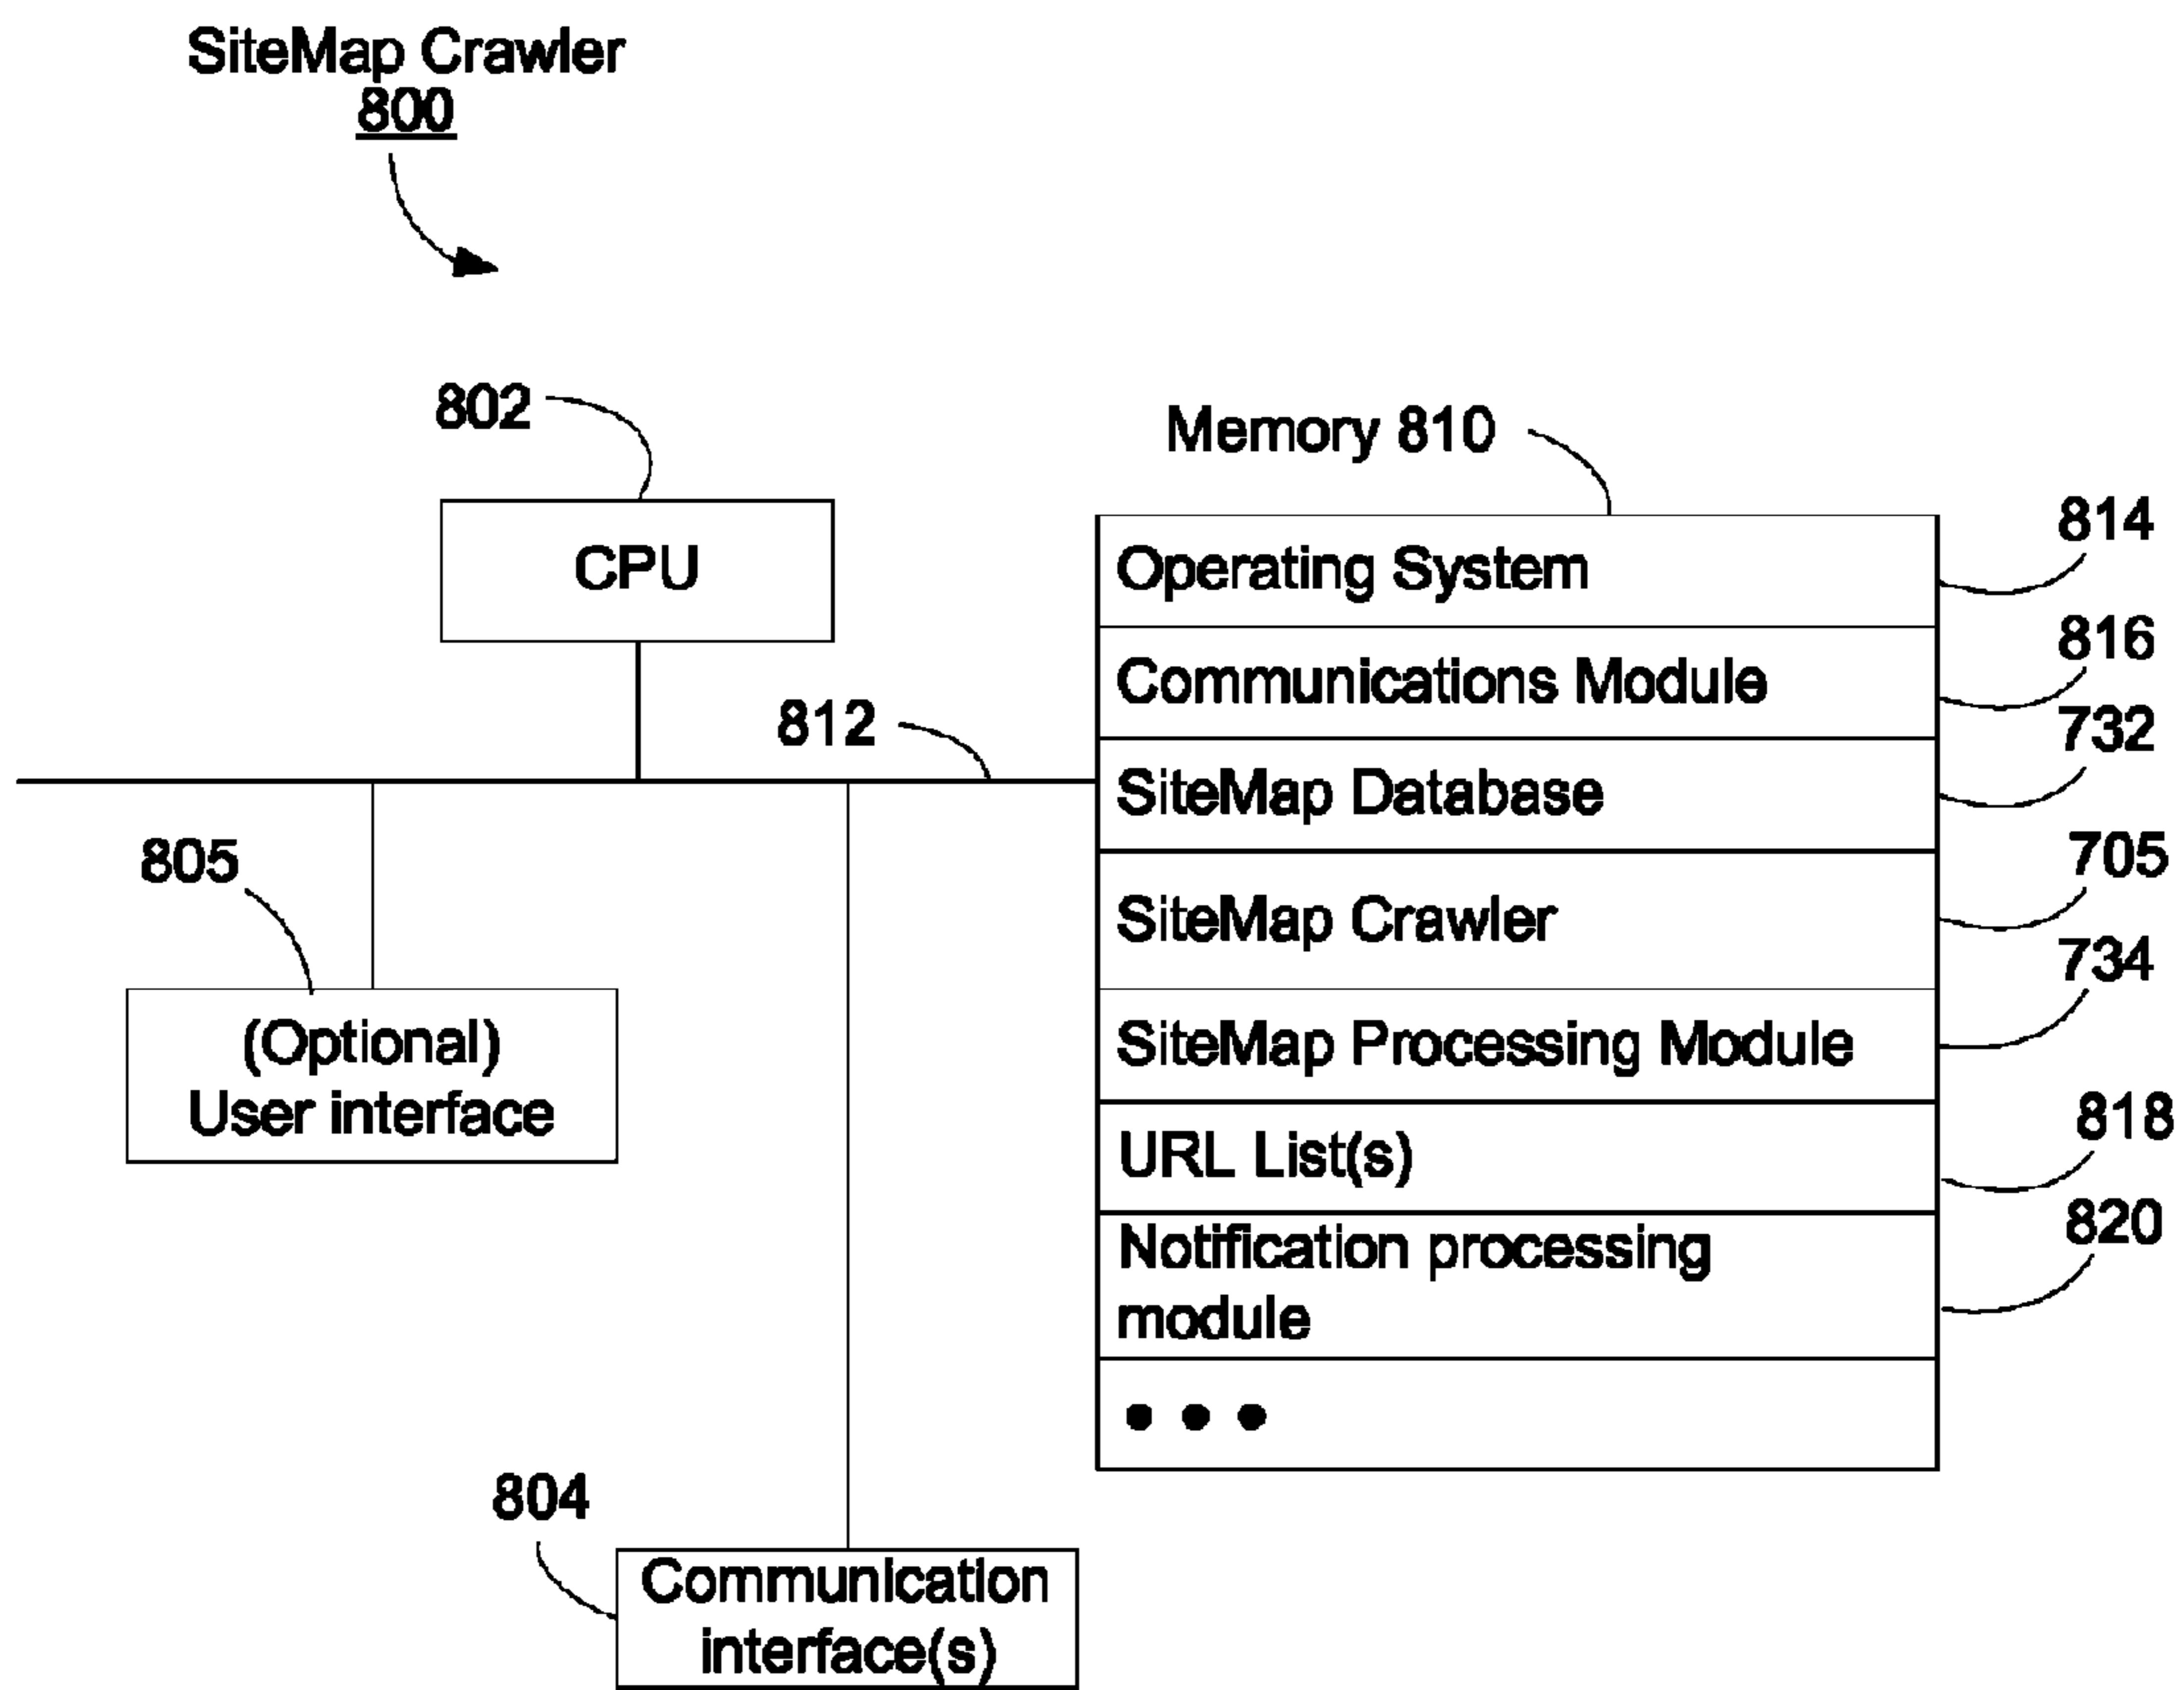 SiteMap Crawler
800
802
CPU
812
805
(Optional)
User interface
804
Communication
interface(s)
Memory 810
Operating System
814
Communications Module
816
SiteMap Database
732
SiteMap Crawler
705
SiteMap Processing Module
734
URL List(s)
818
Notification processing
module
820